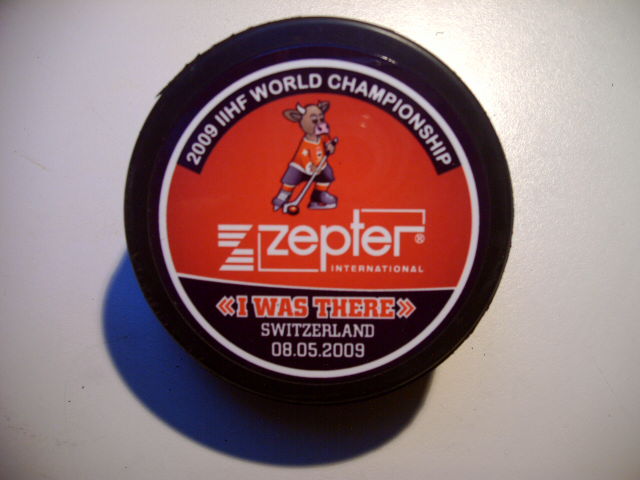 2009 IIHF WORLD CHAMPIONSHIP
zepter®
INTERNATIONAL
«I WAS THERE»
SWITZERLAND
08.05.2009